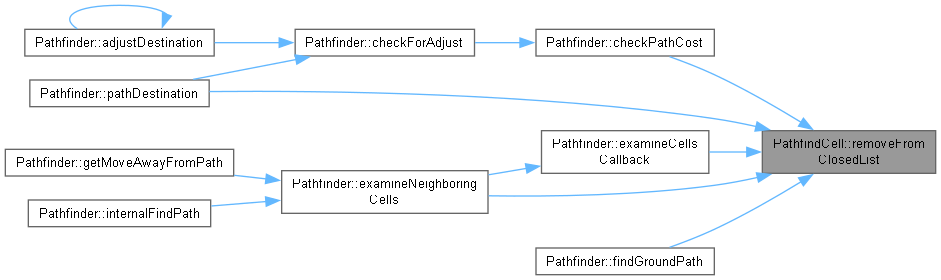 Pathfinder::adjustDestination
Pathfinder::checkForAdjust
Pathfinder::checkPathCost
Pathfinder::pathDestination
PathfindCell::removeFrom
ClosedList
Pathfinder::examineCells
Callback
Pathfinder::getMoveAwayFromPath
Pathfinder::examineNeighboring
Cells
Pathfinder::internalFindPath
Pathfinder::findGroundPath